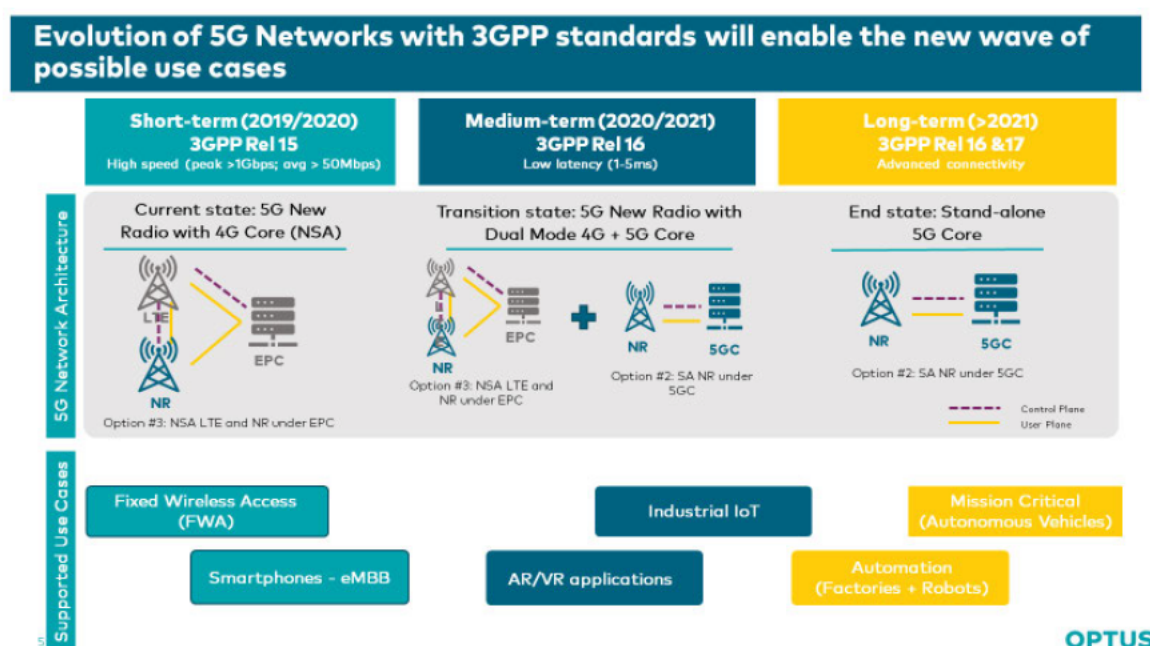 Evolution of 5G Networks with 3GPP standards will enable the new wave of
possible use cases
Short-term (2019/2020)
3GPP Rel 15
High speed (peak >1Gbps; avg > 50Mbps)
Medium-term (2020/2021)
3GPP Rel 16
Low latency (1-5ms)
Long-term (>2021)
3GPP Rel 16 &17
Advanced connectivity
5G Network Architecture
Current state: 5G New
Radio with 4G Core (NSA)
LTE
EPC
NR
Option #3: NSA LTE and NR under EPC
Transition state: 5G New Radio with
Dual Mode 4G + 5G Core
EPC
NR
Option #3: NSA LTE and
NR under EPC
NR
5GC
Option #2: SA NR under
5GC
End state: Stand-alone
5G Core
NR
5GC
Option #2: SA NR under 5GC
Control Plane
User Plane
Supported Use Cases
Fixed Wireless Access
(FWA)
Smartphones - eMBB
Industrial IoT
AR/VR applications
Mission Critical
(Autonomous Vehicles)
Automation
(Factories + Robots)
5
OPTUS